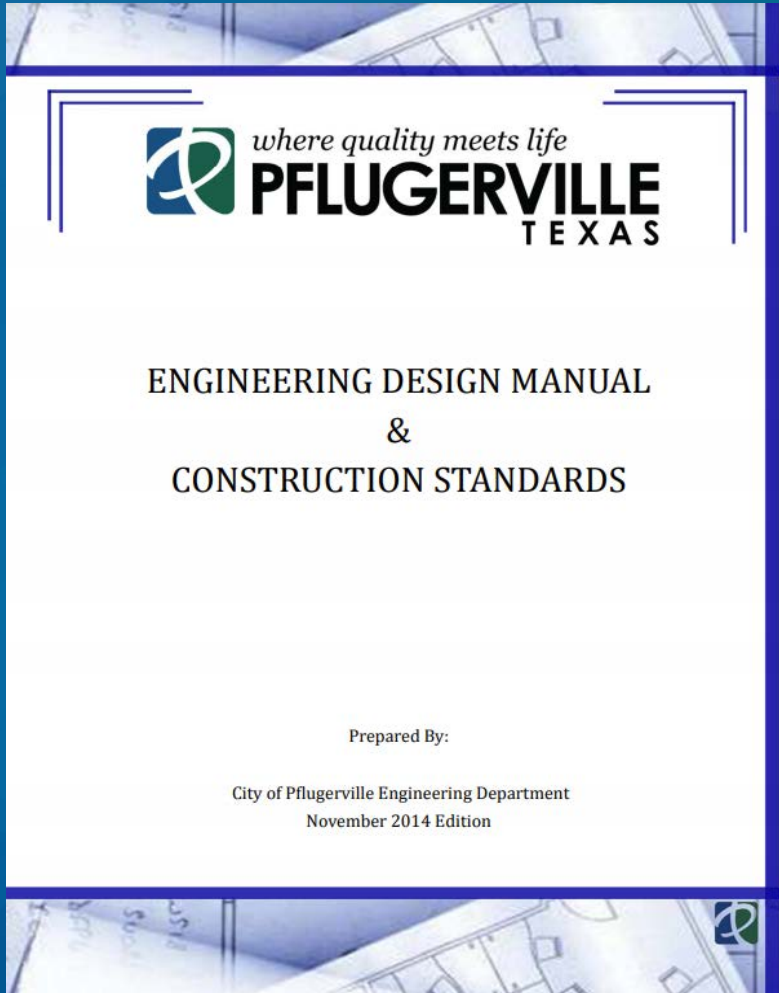 where quality meets life
PFLUGERVILLE
TEXAS
ENGINEERING DESIGN MANUAL
&
CONSTRUCTION STANDARDS
Prepared By:
City of Pflugerville Engineering Department
November 2014 Edition